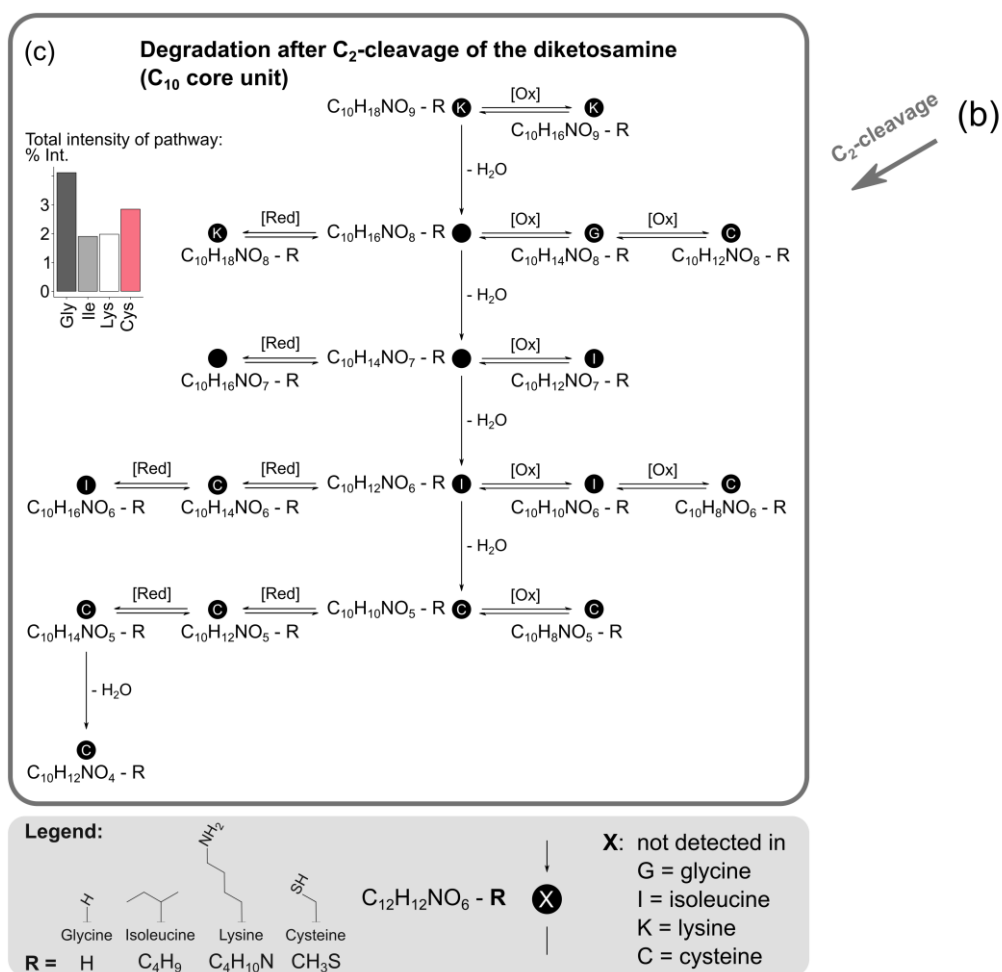 (c)
Degradation after C₂-cleavage of the diketosamine
(C₁₀ core unit)
C₂-cleavage
(b)
C₁₀H₁₈NO₉ - R K [Ox] K
C₁₀H₁₆NO₉ - R
Total intensity of pathway:
% Int.
3
2
1
0
Gly
Ile
Lys
Cys
- H₂O
K [Red] C₁₀H₁₆NO₈ - R [Ox] G [Ox] C
C₁₀H₁₈NO₈ - R C₁₀H₁₄NO₈ - R C₁₀H₁₂NO₈ - R
- H₂O
[Red] C₁₀H₁₄NO₇ - R [Ox] I
C₁₀H₁₆NO₇ - R C₁₀H₁₂NO₇ - R
- H₂O
I [Red] C [Red] C₁₀H₁₂NO₆ - R I [Ox] I [Ox] C
C₁₀H₁₆NO₆ - R C₁₀H₁₄NO₆ - R C₁₀H₁₀NO₆ - R C₁₀H₈NO₆ - R
- H₂O
C [Red] C [Red] C₁₀H₁₀NO₅ - R C [Ox] C
C₁₀H₁₄NO₅ - R C₁₀H₁₂NO₅ - R C₁₀H₈NO₅ - R
- H₂O
C
C₁₀H₁₂NO₄ - R
Legend:
H
NH₂
SH
Glycine Isoleucine Lysine Cysteine
R = H C₄H₉ C₄H₁₀N CH₃S
C₁₂H₁₂NO₆ - R X
X: not detected in
G = glycine
I = isoleucine
K = lysine
C = cysteine